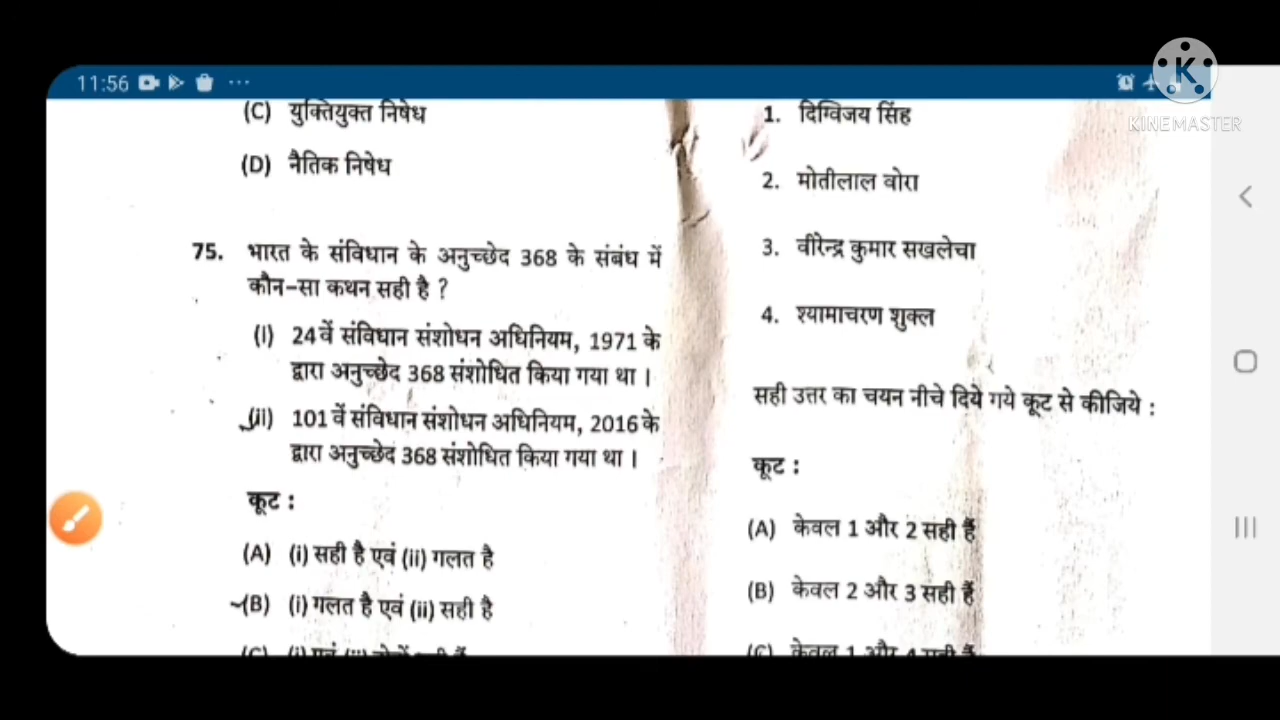 11:56
KINEMASTER
(C) युक्तियुक्त निषेध
(D) नैतिक निषेध
75. भारत के संविधान के अनुच्छेद 368 के संबंध में
कौन-सा कथन सही है ?
(i) 24वें संविधान संशोधन अधिनियम, 1971 के
द्वारा अनुच्छेद 368 संशोधित किया गया था ।
(ii) 101वें संविधान संशोधन अधिनियम, 2016 के
द्वारा अनुच्छेद 368 संशोधित किया गया था ।
कूट :
(A) (i) सही है एवं (ii) गलत है
(B) (i) गलत है एवं (ii) सही है
1. दिग्विजय सिंह
2. मोतीलाल वोरा
3. वीरेन्द्र कुमार सखलेचा
4. श्यामाचरण शुक्ल
सही उत्तर का चयन नीचे दिये गये कूट से कीजिये :
कूट :
(A) केवल 1 और 2 सही हैं
(B) केवल 2 और 3 सही हैं